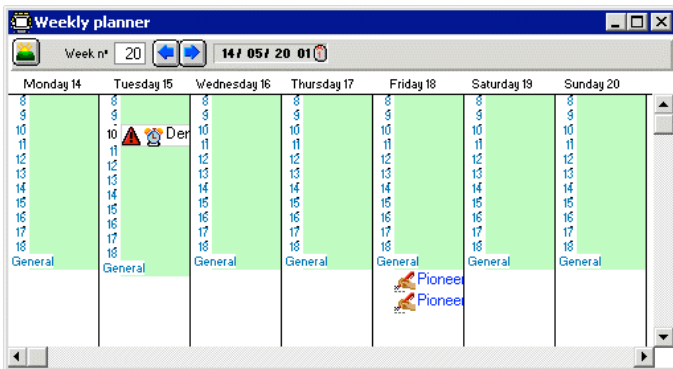 Weekly planner
Week n° 20 14/ 05/ 20 01
Monday 14 Tuesday 15 Wednesday 16 Thursday 17 Friday 18 Saturday 19 Sunday 20
8 8 8 8 8 8 8
9 9 9 9 9 9 9
10 10 Der 10 10 10 10 10
11 11 11 11 11 11 11
12 12 12 12 12 12 12
13 13 13 13 13 13 13
14 14 14 14 14 14 14
15 15 15 15 15 15 15
16 16 16 16 16 16 16
17 17 17 17 17 17 17
18 18 18 18 18 18 18
General General General General General General General
Pioneer
Pioneer